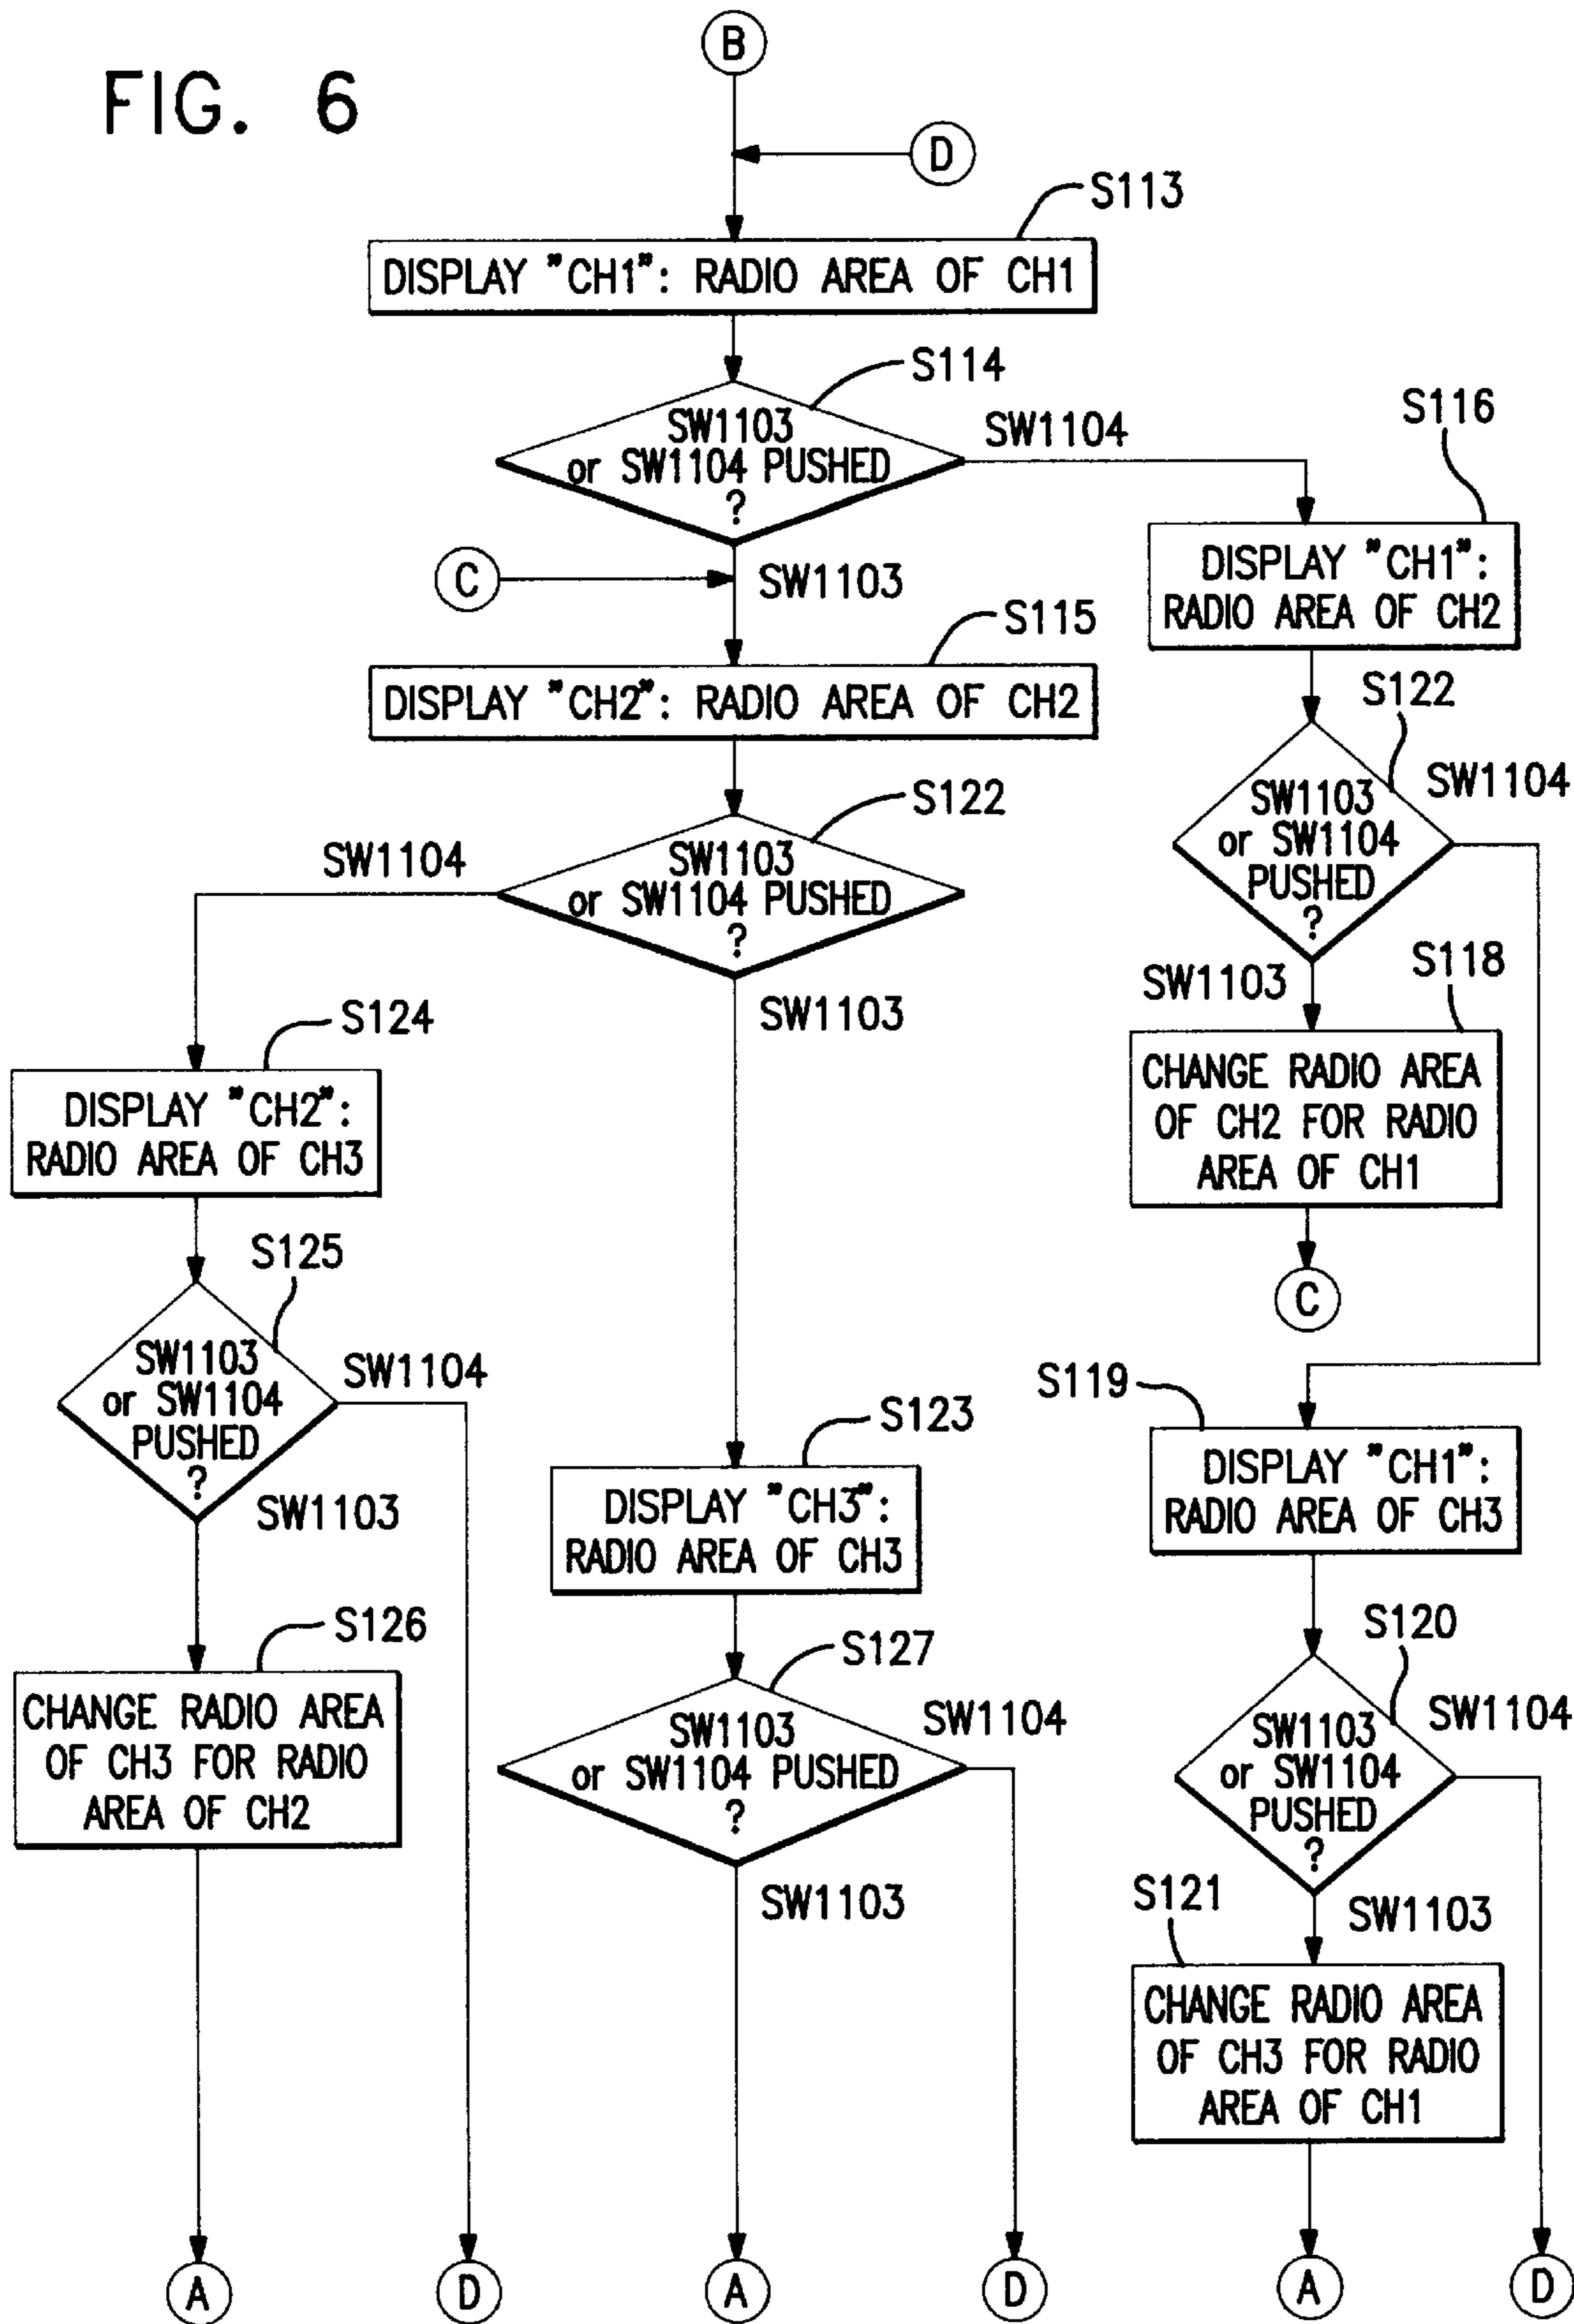 FIG. 6
B
D
S113
DISPLAY "CH1": RADIO AREA OF CH1
S114
SW1103
or SW1104 PUSHED
?
SW1104
SW1103
C
S116
DISPLAY "CH1":
RADIO AREA OF CH2
S115
DISPLAY "CH2": RADIO AREA OF CH2
S122
SW1103
or SW1104
PUSHED
?
SW1104
SW1103
S122
SW1103
or SW1104 PUSHED
?
SW1104
SW1103
S118
CHANGE RADIO AREA
OF CH2 FOR RADIO
AREA OF CH1
C
S124
DISPLAY "CH2":
RADIO AREA OF CH3
S125
SW1103
or SW1104
PUSHED
?
SW1104
SW1103
S119
DISPLAY "CH1":
RADIO AREA OF CH3
S123
DISPLAY "CH3":
RADIO AREA OF CH3
S126
CHANGE RADIO AREA
OF CH3 FOR RADIO
AREA OF CH2
S127
SW1103
or SW1104 PUSHED
?
SW1104
SW1103
S120
SW1103
or SW1104
PUSHED
?
SW1104
SW1103
S121
CHANGE RADIO AREA
OF CH3 FOR RADIO
AREA OF CH1
A
D
A
D
A
D